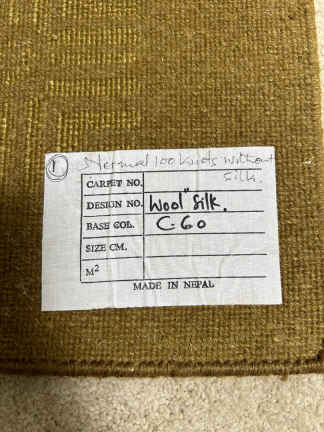 1 Normal 100 knots without
silk.
CARPET NO.
DESIGN NO. Wool" Silk.
BASE COL. C-60
SIZE CM.
M²
MADE IN NEPAL